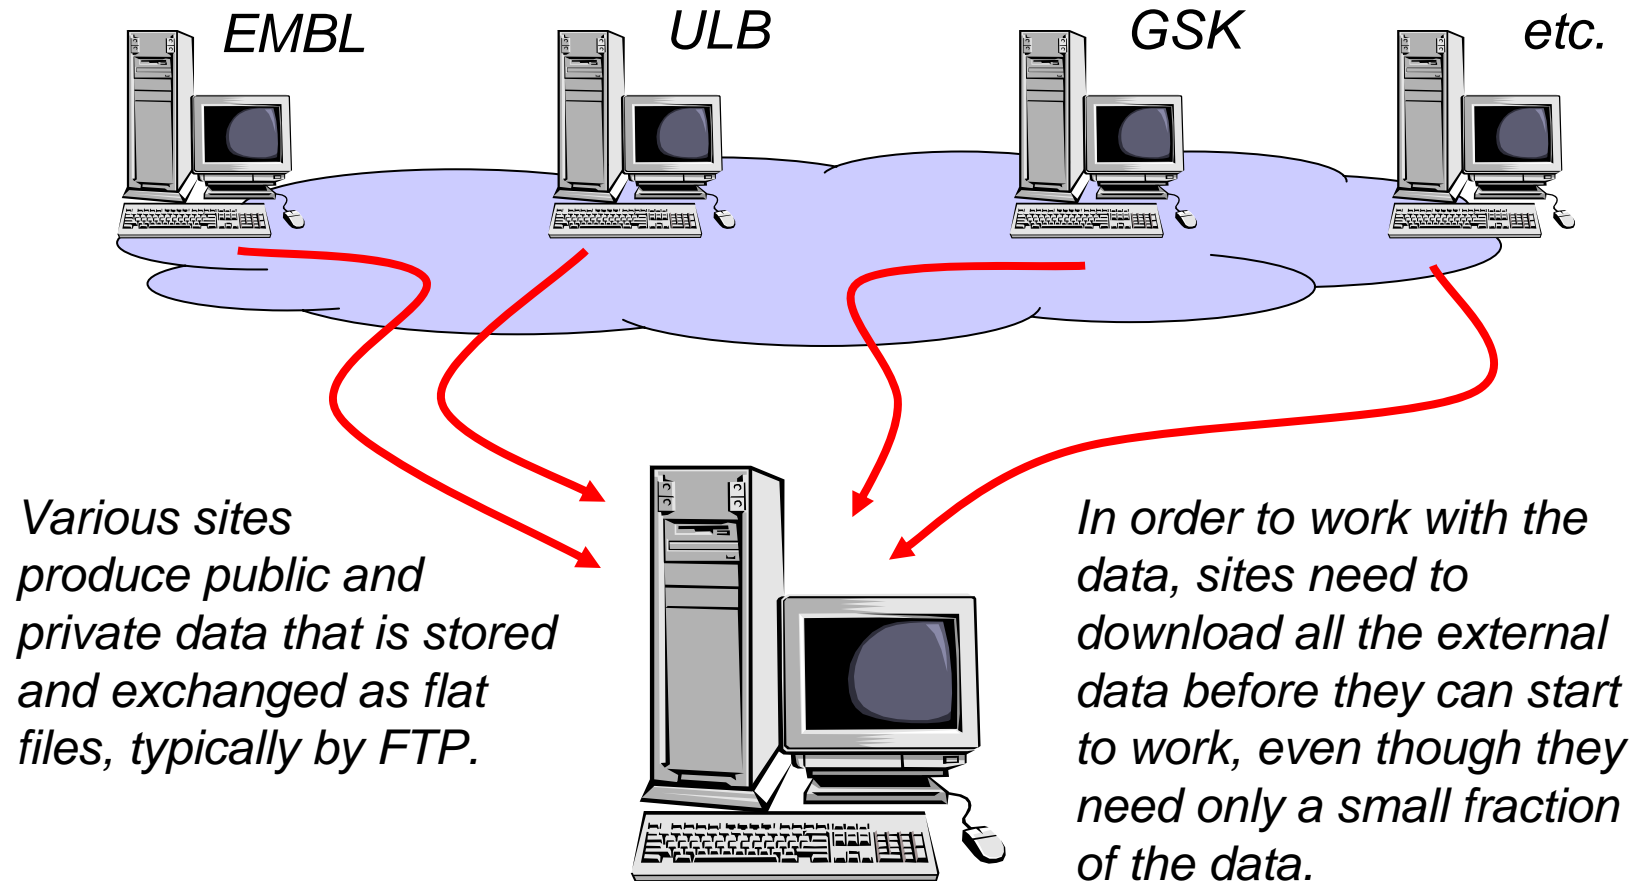 EMBL
ULB
GSK
etc.
Various sites
produce public and
private data that is stored
and exchanged as flat
files, typically by FTP.
In order to work with the
data, sites need to
download all the external
data before they can start
to work, even though they
need only a small fraction
of the data.